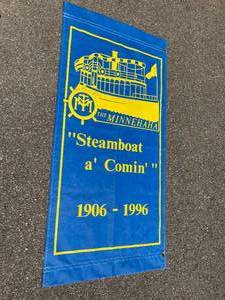 THE MINNEHAHA
"Steamboat
a' Comin'"
1906 - 1996